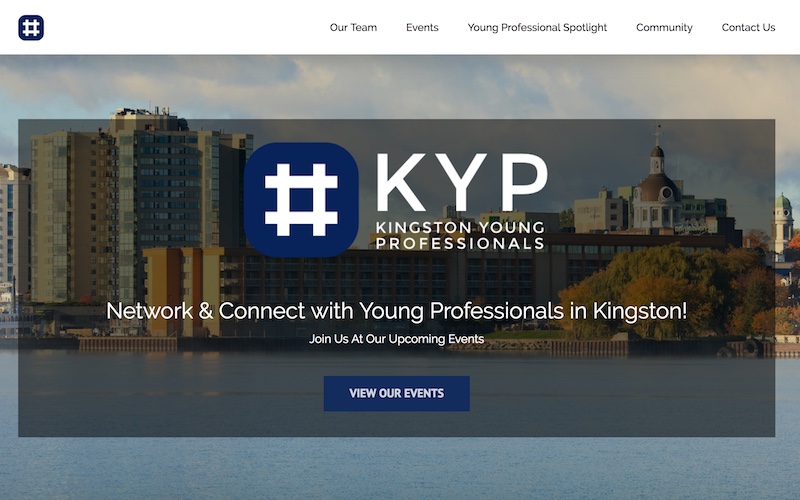 Our Team
Events
Young Professional Spotlight
Community
Contact Us
KYP
KINGSTON YOUNG
PROFESSIONALS
Network & Connect with Young Professionals in Kingston!
Join Us At Our Upcoming Events
VIEW OUR EVENTS